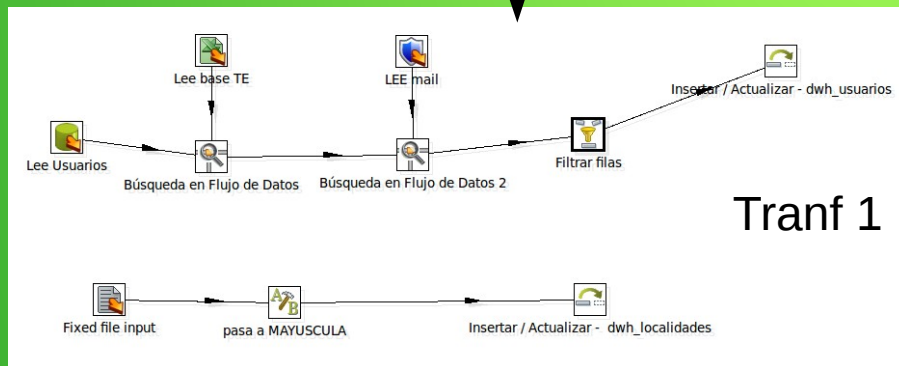 Lee base TE
LEE mail
Insertar / Actualizar - dwh_usuarios
Lee Usuarios
Búsqueda en Flujo de Datos
Búsqueda en Flujo de Datos 2
Filtrar filas
Tranf 1
Fixed file input
pasa a MAYUSCULA
Insertar / Actualizar - dwh_localidades